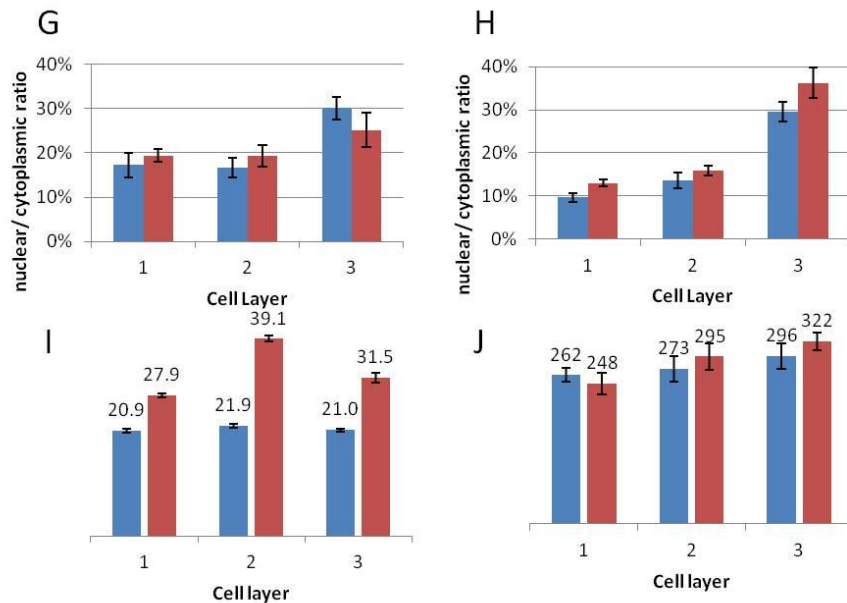 G
nuclear/ cytoplasmic ratio
40%
30%
20%
10%
0%
1 2 3
Cell Layer
H
nuclear/ cytoplasmic ratio
40%
30%
20%
10%
0%
1 2 3
Cell Layer
I
20.9 27.9 21.9 39.1 21.0 31.5
1 2 3
Cell layer
J
262 248 273 295 296 322
1 2 3
Cell layer